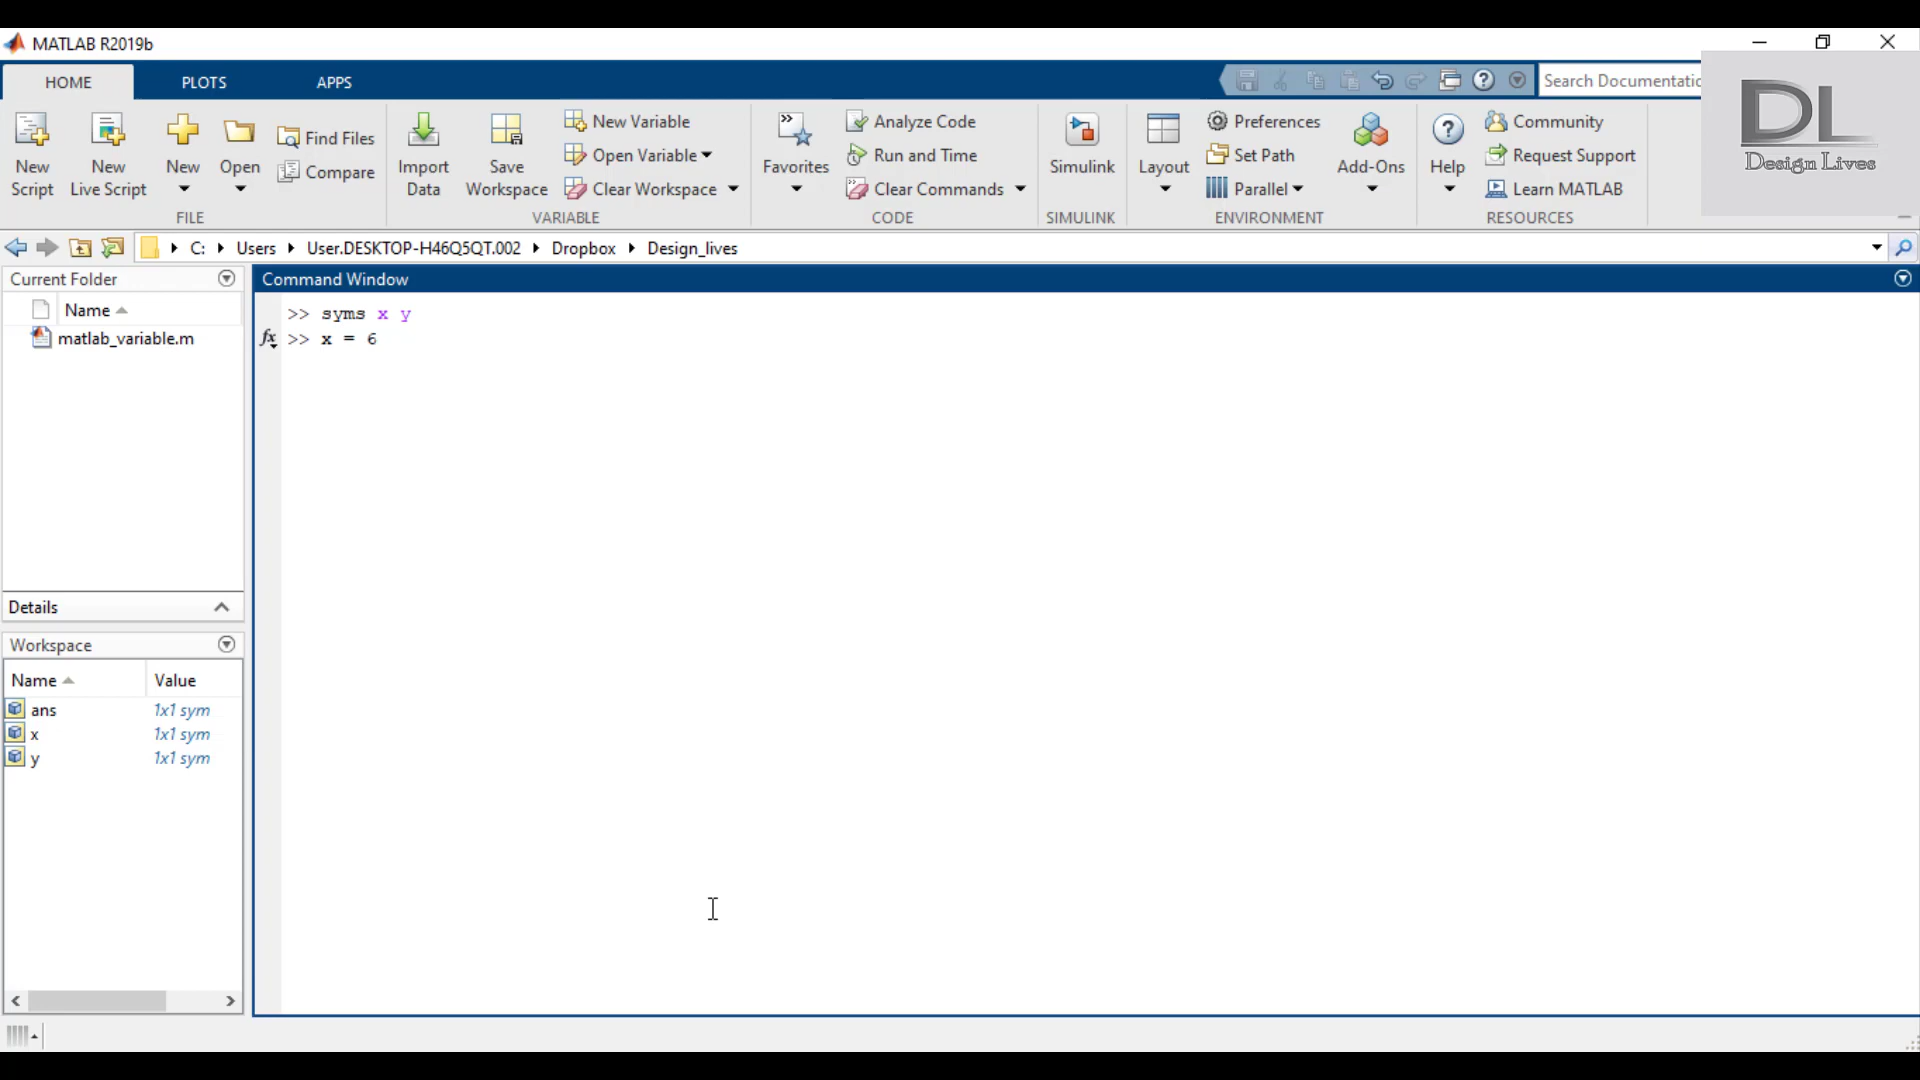 MATLAB R2019b
HOME PLOTS APPS
Search Documentatic
DL
Design Lives
New Script
New Live Script
New
Open
Find Files
Compare
FILE
Import Data
Save Workspace
New Variable
Open Variable
Clear Workspace
VARIABLE
Favorites
Analyze Code
Run and Time
Clear Commands
CODE
Simulink
SIMULINK
Layout
Preferences
Set Path
Parallel
Add-Ons
ENVIRONMENT
Help
Community
Request Support
Learn MATLAB
RESOURCES
C: Users User.DESKTOP-H46Q5QT.002 Dropbox Design_lives
Current Folder
Name
matlab_variable.m
Details
Workspace
Name Value
ans 1x1 sym
x 1x1 sym
y 1x1 sym
Command Window
>> syms x y
fx >> x = 6